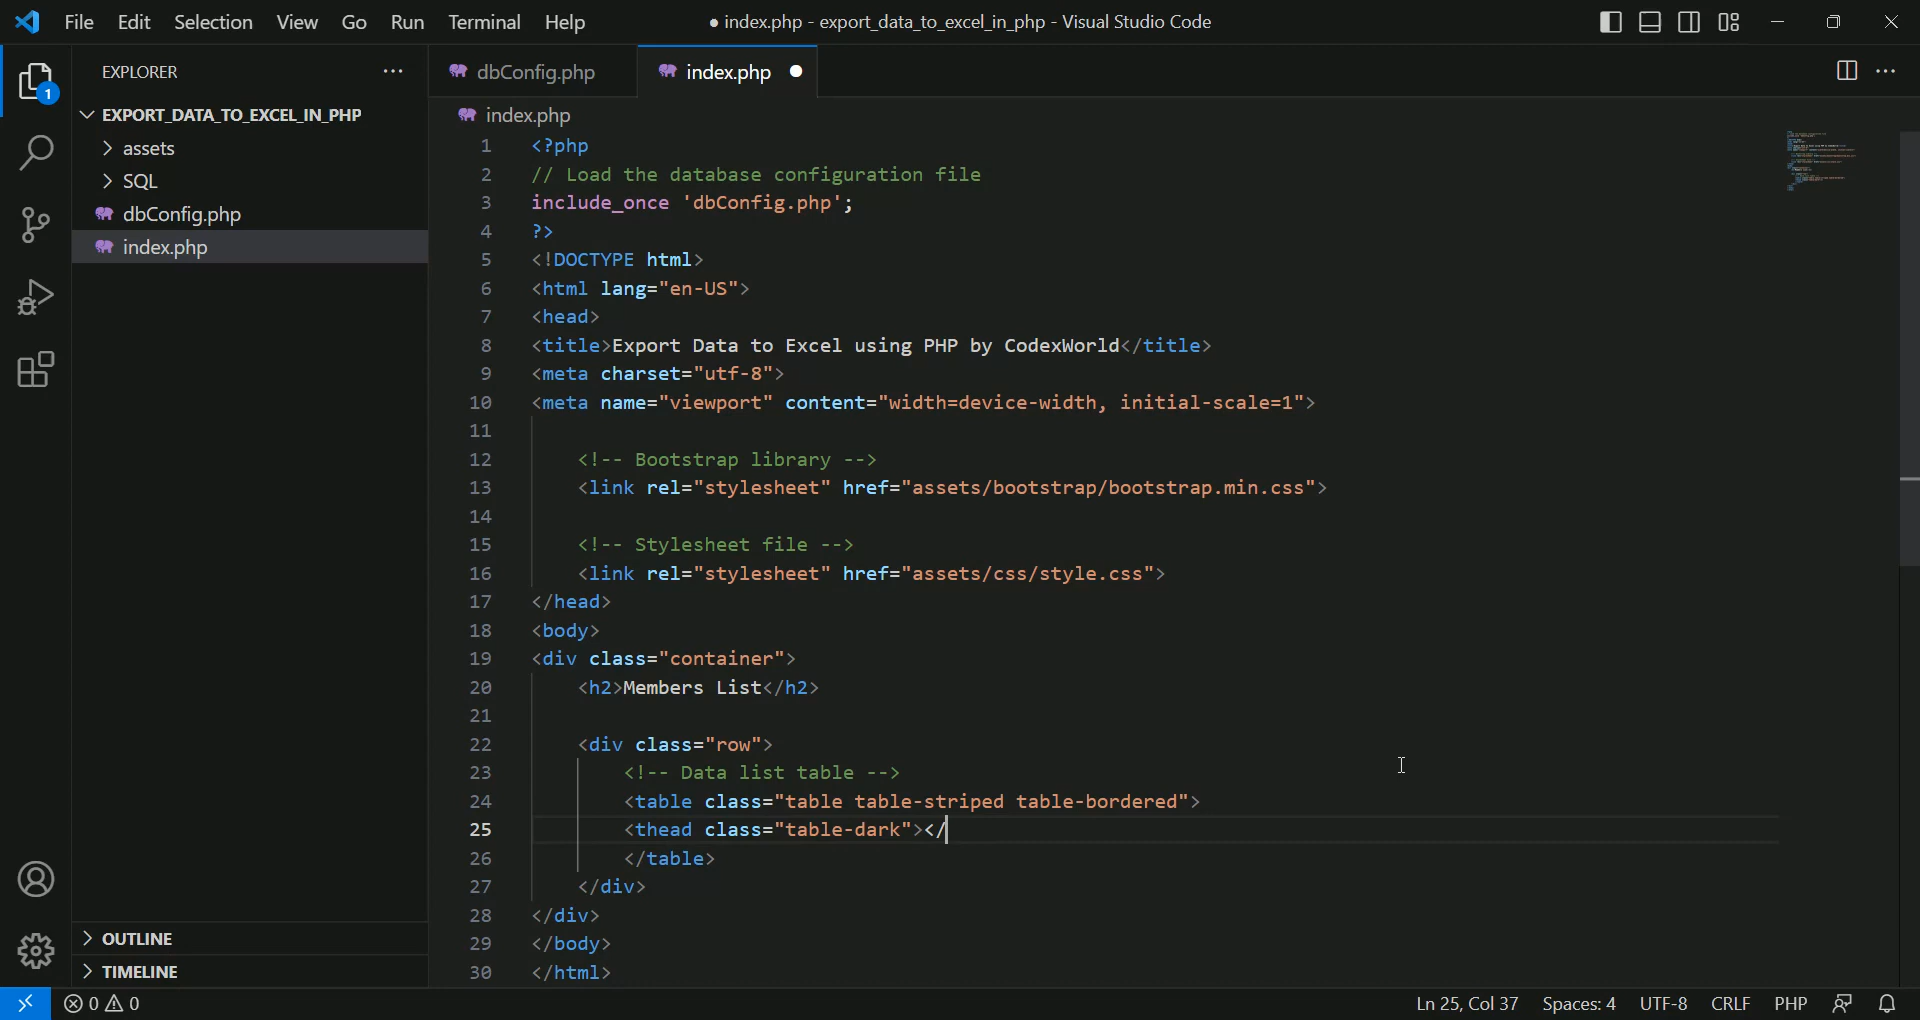 File Edit Selection View Go Run Terminal Help
● index.php - export_data_to_excel_in_php - Visual Studio Code
EXPLORER
1
EXPORT_DATA_TO_EXCEL_IN_PHP
assets
SQL
dbConfig.php
index.php
OUTLINE
TIMELINE
dbConfig.php
index.php
index.php
1 <?php
2 // Load the database configuration file
3 include_once 'dbConfig.php';
4 ?>
5 <!DOCTYPE html>
6 <html lang="en-US">
7 <head>
8 <title>Export Data to Excel using PHP by CodexWorld</title>
9 <meta charset="utf-8">
10 <meta name="viewport" content="width=device-width, initial-scale=1">
11
12 <!-- Bootstrap library -->
13 <link rel="stylesheet" href="assets/bootstrap/bootstrap.min.css">
14
15 <!-- Stylesheet file -->
16 <link rel="stylesheet" href="assets/css/style.css">
17 </head>
18 <body>
19 <div class="container">
20 <h2>Members List</h2>
21
22 <div class="row">
23 <!-- Data list table -->
24 <table class="table table-striped table-bordered">
25 <thead class="table-dark"></
26 </table>
27 </div>
28 </div>
29 </body>
30 </html>
0 0
Ln 25, Col 37 Spaces: 4 UTF-8 CRLF PHP